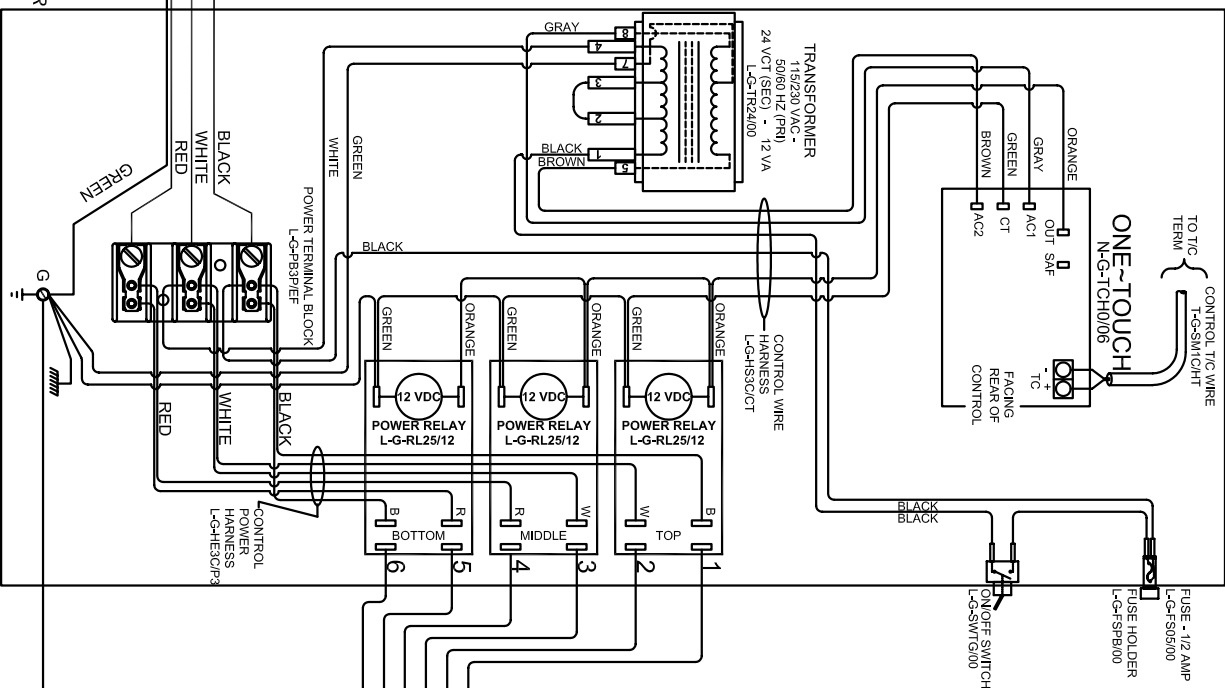 R
GRAY
8
4
7
3
2
1
5
BLACK
BROWN
TRANSFORMER
115/230 VAC -
50/60 HZ (PRI)
24 VCT (SEC) - 12 VA
L-G-TR24/00
WHITE
GREEN
BROWN
GREEN
GRAY
ORANGE
AC2
CT
AC1
OUT SAF
ONE~TOUCH
N-G-TCH0/06
TO T/C
TERM
CONTROL T/C WIRE
T-G-SM1C/HT
- +
TC
FACING
REAR OF
CONTROL
BLACK
WHITE
RED
GREEN
POWER TERMINAL BLOCK
L-G-PB3P/EF
BLACK
G
CONTROL WIRE
HARNESS
L-G-HS3C/CT
GREEN
ORANGE
GREEN
ORANGE
GREEN
ORANGE
12 VDC
12 VDC
12 VDC
POWER RELAY
L-G-RL25/12
POWER RELAY
L-G-RL25/12
POWER RELAY
L-G-RL25/12
RED
WHITE
BLACK
CONTROL
POWER
HARNESS
L-G-HE3C/P3
B
R
BOTTOM
R
W
MIDDLE
W
B
TOP
6
5
4
3
2
1
BLACK
BLACK
ON/OFF SWITCH
L-G-SWTG/00
FUSE - 1/2 AMP
L-G-FS05/00
FUSE HOLDER
L-G-FSPB/00